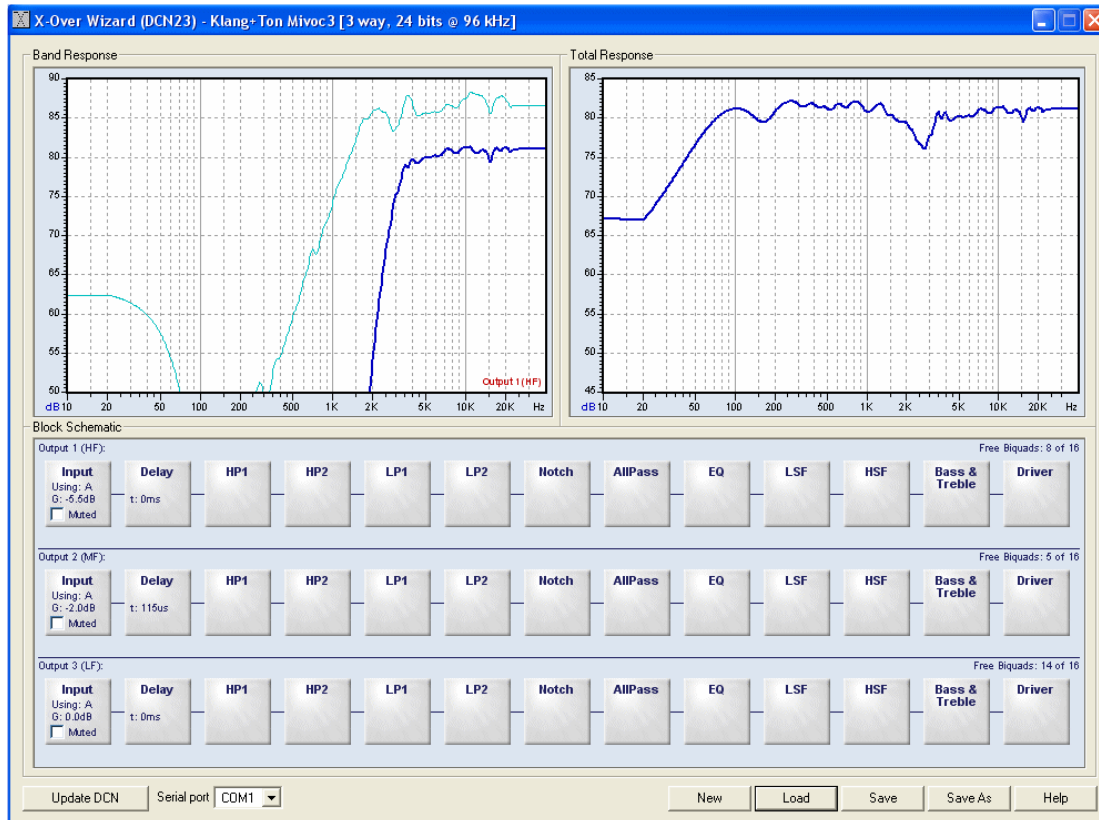 X-Over Wizard (DCN23) - Klang+Ton Mivoc3 [3 way, 24 bits @ 96 kHz]
Band Response
90
85
80
75
70
65
60
55
50
dB 10 20 50 100 200 500 1K 2K 5K 10K 20K Hz
Output 1 (HF)
Total Response
85
80
75
70
65
60
55
50
45
dB 10 20 50 100 200 500 1K 2K 5K 10K 20K Hz
Block Schematic
Output 1 (HF): Free Biquads: 8 of 16
Input Delay HP1 HP2 LP1 LP2 Notch AllPass EQ LSF HSF Bass & Treble Driver
Using: A
G: -5.5dB t: 0ms
Muted
Output 2 (MF): Free Biquads: 5 of 16
Input Delay HP1 HP2 LP1 LP2 Notch AllPass EQ LSF HSF Bass & Treble Driver
Using: A
G: -2.0dB t: 115us
Muted
Output 3 (LF): Free Biquads: 14 of 16
Input Delay HP1 HP2 LP1 LP2 Notch AllPass EQ LSF HSF Bass & Treble Driver
Using: A
G: 0.0dB t: 0ms
Muted
Update DCN Serial port COM1 New Load Save Save As Help